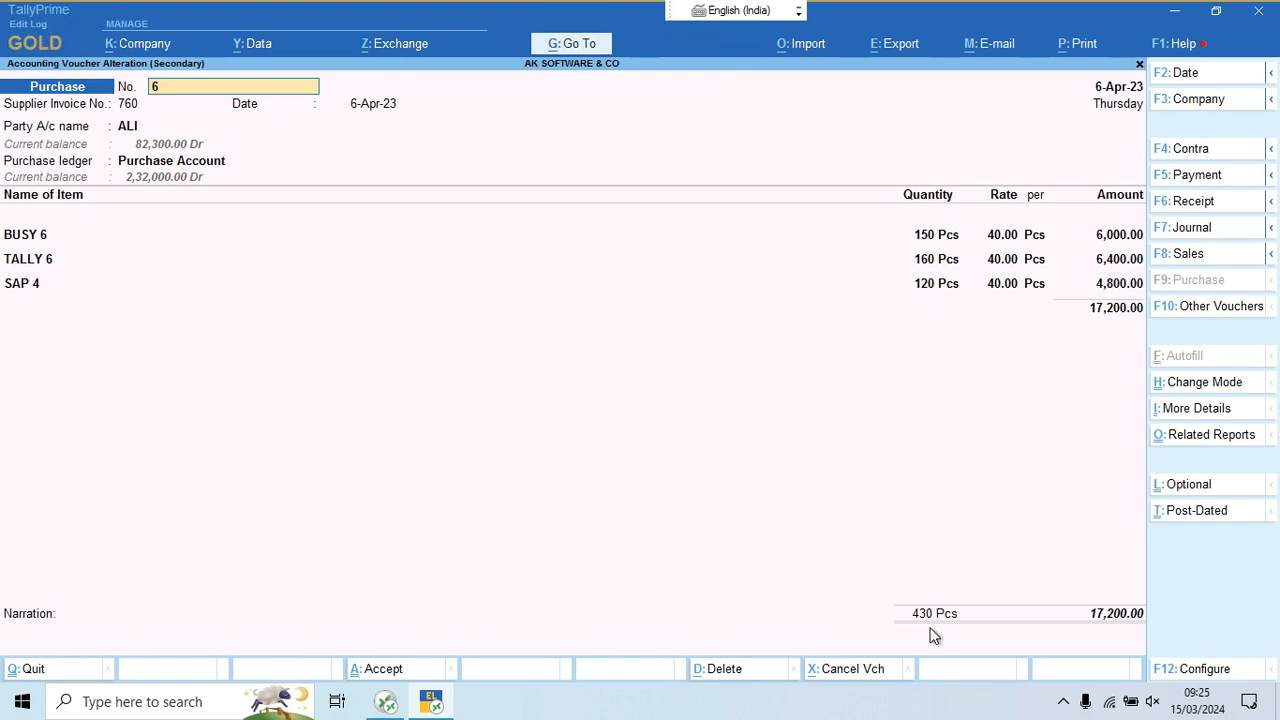 English (India)
TallyPrime
Edit Log
MANAGE
GOLD
K: Company
Y: Data
Z: Exchange
G: Go To
O: Import
E: Export
M: E-mail
P: Print
F1: Help
Accounting Voucher Alteration (Secondary)
AK SOFTWARE & CO
Purchase No. 6
6-Apr-23
Supplier Invoice No.: 760 Date : 6-Apr-23
Thursday
Party A/c name : ALI
Current balance : 82,300.00 Dr
Purchase ledger : Purchase Account
Current balance : 2,32,000.00 Dr
Name of Item Quantity Rate per Amount
BUSY 6 150 Pcs 40.00 Pcs 6,000.00
TALLY 6 160 Pcs 40.00 Pcs 6,400.00
SAP 4 120 Pcs 40.00 Pcs 4,800.00
17,200.00
Narration: 430 Pcs 17,200.00
F2: Date
F3: Company
F4: Contra
F5: Payment
F6: Receipt
F7: Journal
F8: Sales
F9: Purchase
F10: Other Vouchers
F: Autofill
H: Change Mode
I: More Details
O: Related Reports
L: Optional
T: Post-Dated
Q: Quit
A: Accept
D: Delete
X: Cancel Vch
F12: Configure
Type here to search
EL
09:25
15/03/2024